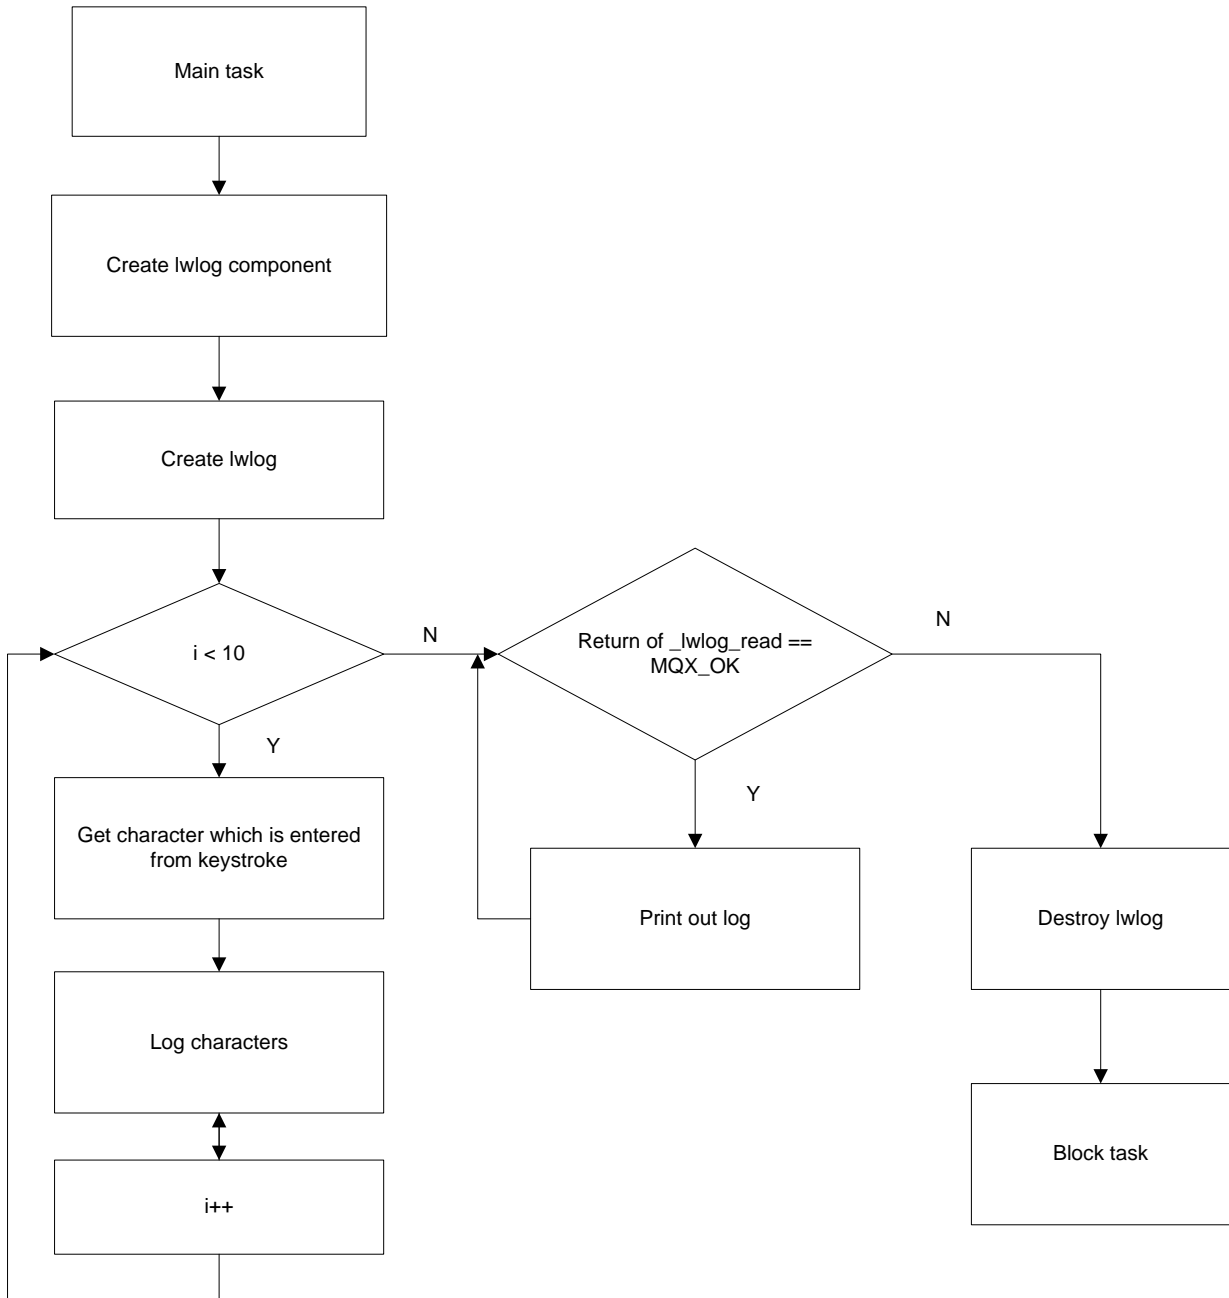 Main task
Create lwlog component
Create lwlog
i < 10
N
Return of _lwlog_read ==
MQX_OK
N
Y
Get character which is entered
from keystroke
Y
Print out log
Destroy lwlog
Log characters
Block task
i++